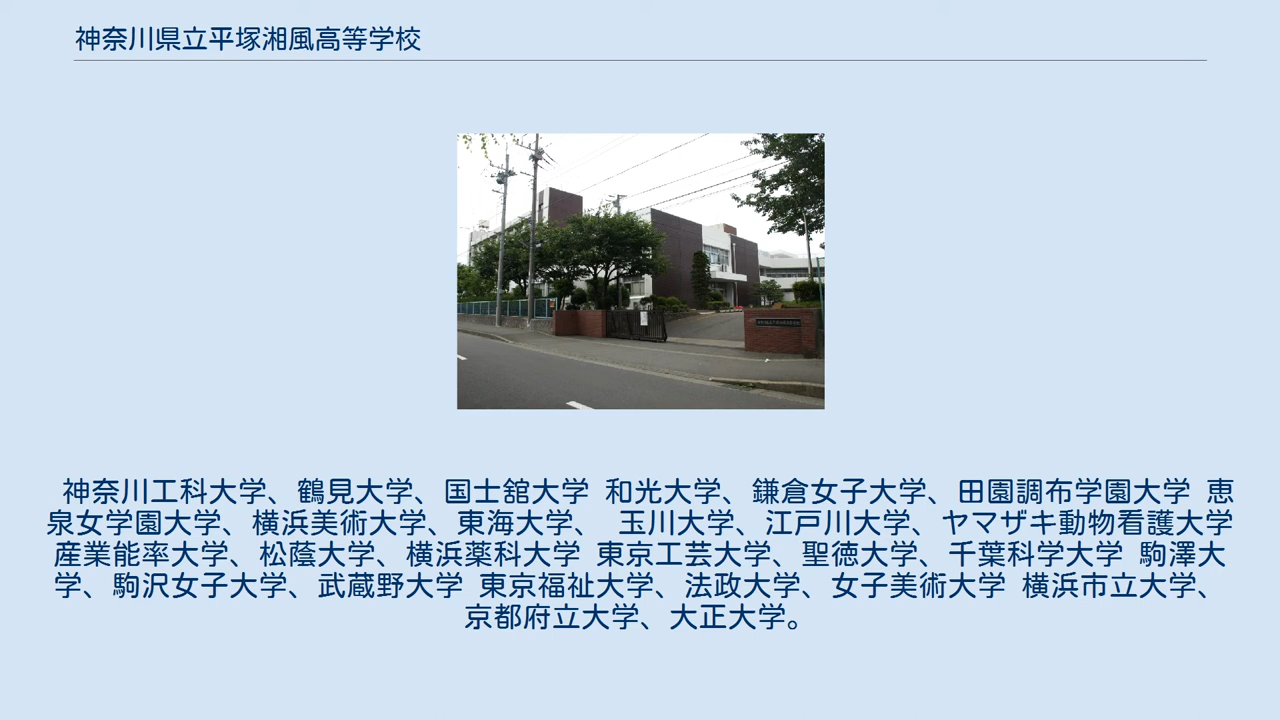 神奈川県立平塚湘風高等学校
神奈川工科大学、鶴見大学、国士舘大学 和光大学、鎌倉女子大学、田園調布学園大学 恵
泉女学園大学、横浜美術大学、東海大学、 玉川大学、江戸川大学、ヤマザキ動物看護大学
産業能率大学、松蔭大学、横浜薬科大学 東京工芸大学、聖徳大学、千葉科学大学 駒澤大
学、駒沢女子大学、武蔵野大学 東京福祉大学、法政大学、女子美術大学 横浜市立大学、
京都府立大学、大正大学。